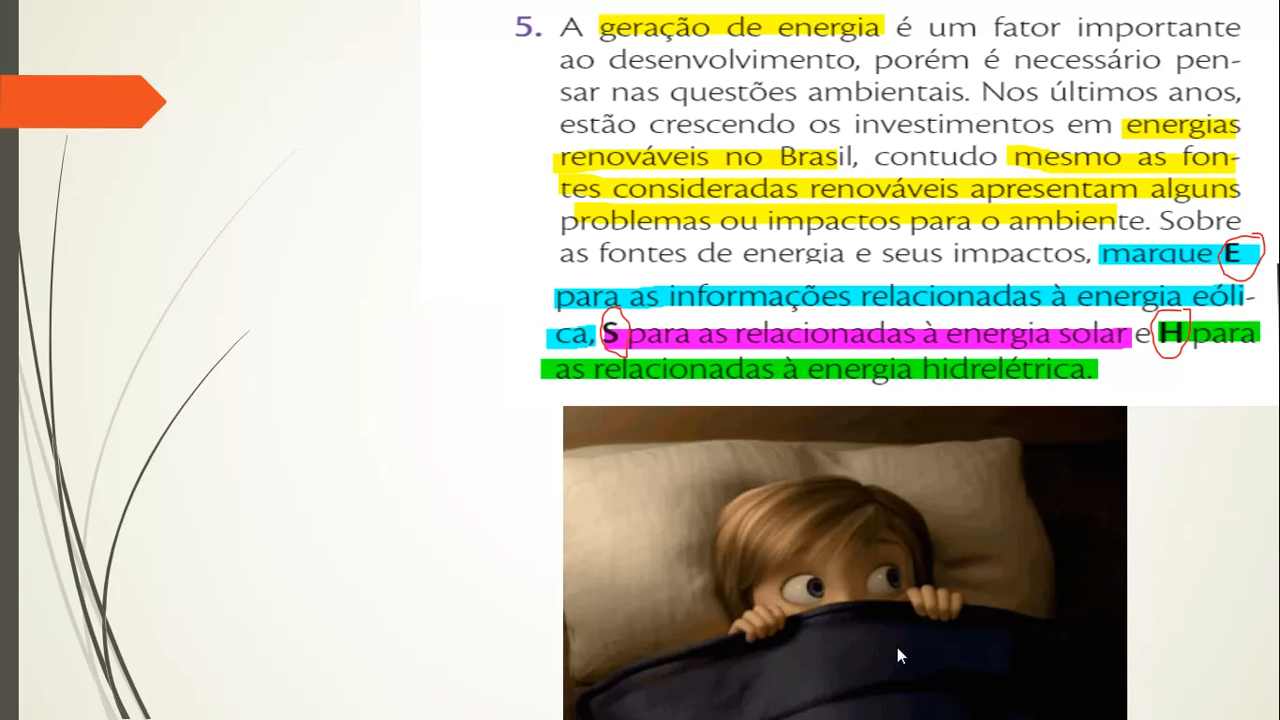 5. A geração de energia é um fator importante
ao desenvolvimento, porém é necessário pen-
sar nas questões ambientais. Nos últimos anos,
estão crescendo os investimentos em energias
renováveis no Brasil, contudo mesmo as fon-
tes consideradas renováveis apresentam alguns
problemas ou impactos para o ambiente. Sobre
as fontes de energia e seus impactos, marque E
para as informações relacionadas à energia eóli-
ca, S para as relacionadas à energia solar e H para
as relacionadas à energia hidrelétrica.